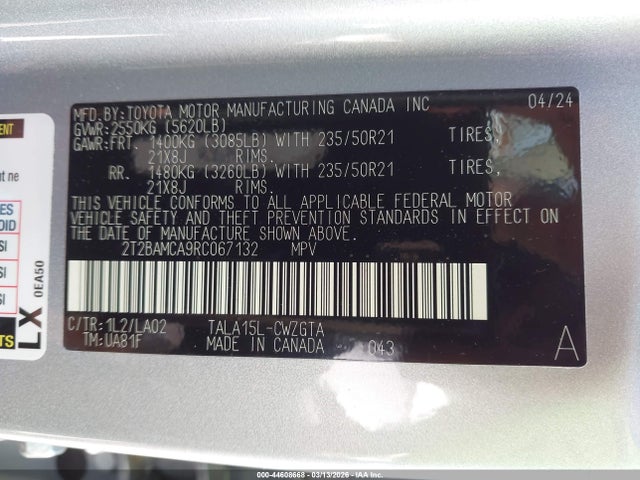 MFD.BY:TOYOTA MOTOR MANUFACTURING CANADA INC 04/24
GVWR:2550KG (5620LB)
GAWR:FRT. 1400KG (3085LB) WITH 235/50R21 TIRES,
21X8J RIMS.
RR. 1480KG (3260LB) WITH 235/50R21 TIRES,
21X8J RIMS.
THIS VEHICLE CONFORMS TO ALL APPLICABLE FEDERAL MOTOR
VEHICLE SAFETY AND THEFT PREVENTION STANDARDS IN EFFECT ON
THE DATE OF MANUFACTURE SHOWN ABOVE.
2T2BAMCA9RC067132 MPV
C/TR:1L2/LA02 TALA15L-CWZGTA
TM:UA81F MADE IN CANADA 043 A
LX 0EA50
000-44608668 - 03/13/2026 - IAA Inc.